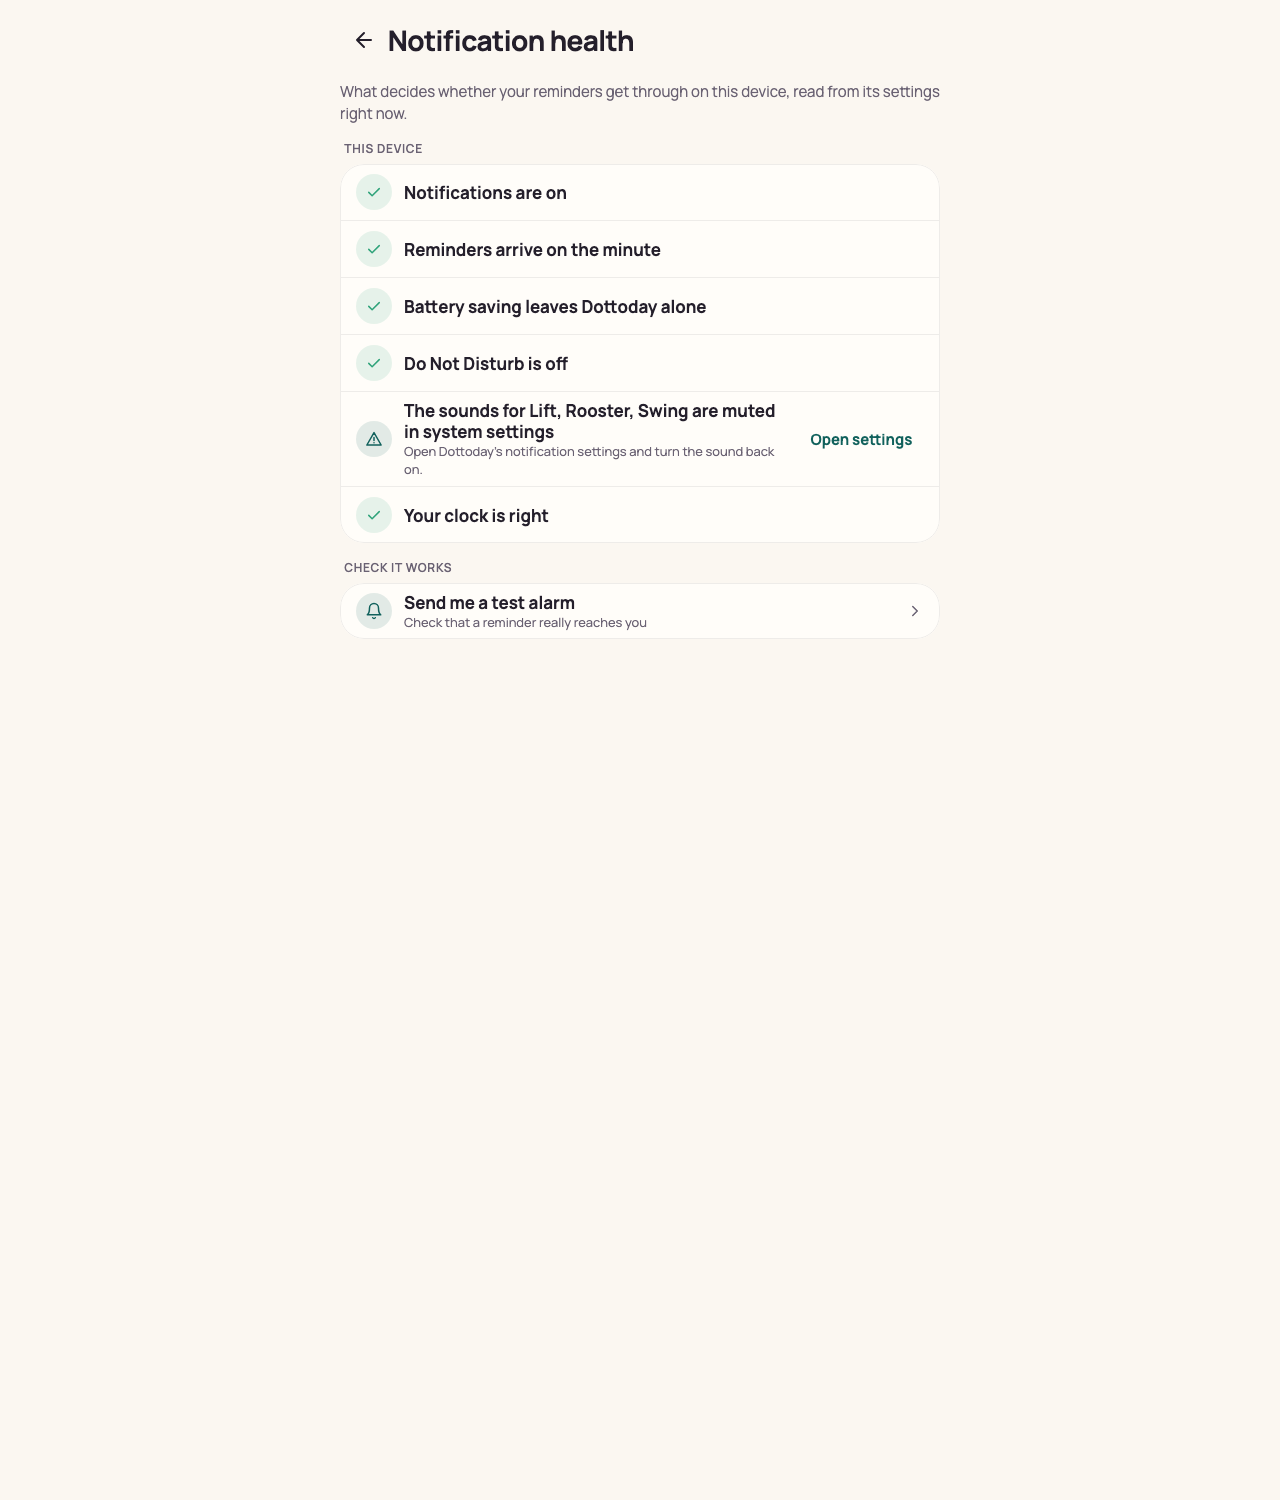 Notification health
What decides whether your reminders get through on this device, read from its settings
right now.
THIS DEVICE
Notifications are on
Reminders arrive on the minute
Battery saving leaves Dottoday alone
Do Not Disturb is off
The sounds for Lift, Rooster, Swing are muted
in system settings
Open Dottoday's notification settings and turn the sound back
on.
Open settings
Your clock is right
CHECK IT WORKS
Send me a test alarm
Check that a reminder really reaches you